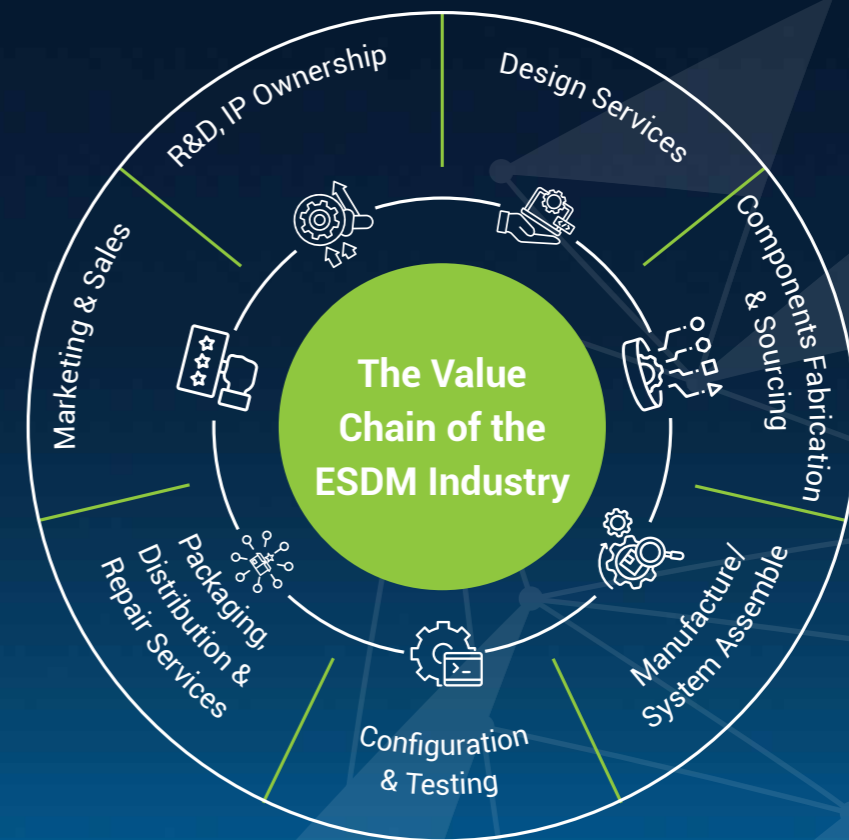 The Value
Chain of the
ESDM Industry
R&D, IP Ownership
Design Services
Components Fabrication
& Sourcing
Manufacture/
System Assemble
Configuration
& Testing
Packaging,
Distribution &
Repair Services
Marketing & Sales